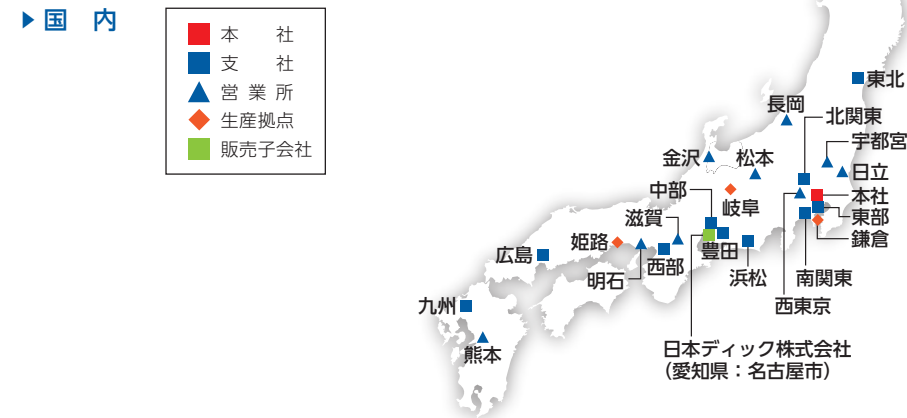 国 内
本 社
支 社
営 業 所
生産拠点
販売子会社
東北
長岡
北関東
宇都宮
金沢
松本
日立
中部
本社
岐阜
東部
滋賀
鎌倉
姫路
広島
豊田
西部
浜松
南関東
明石
西東京
九州
熊本
日本ディック株式会社
（愛知県：名古屋市）